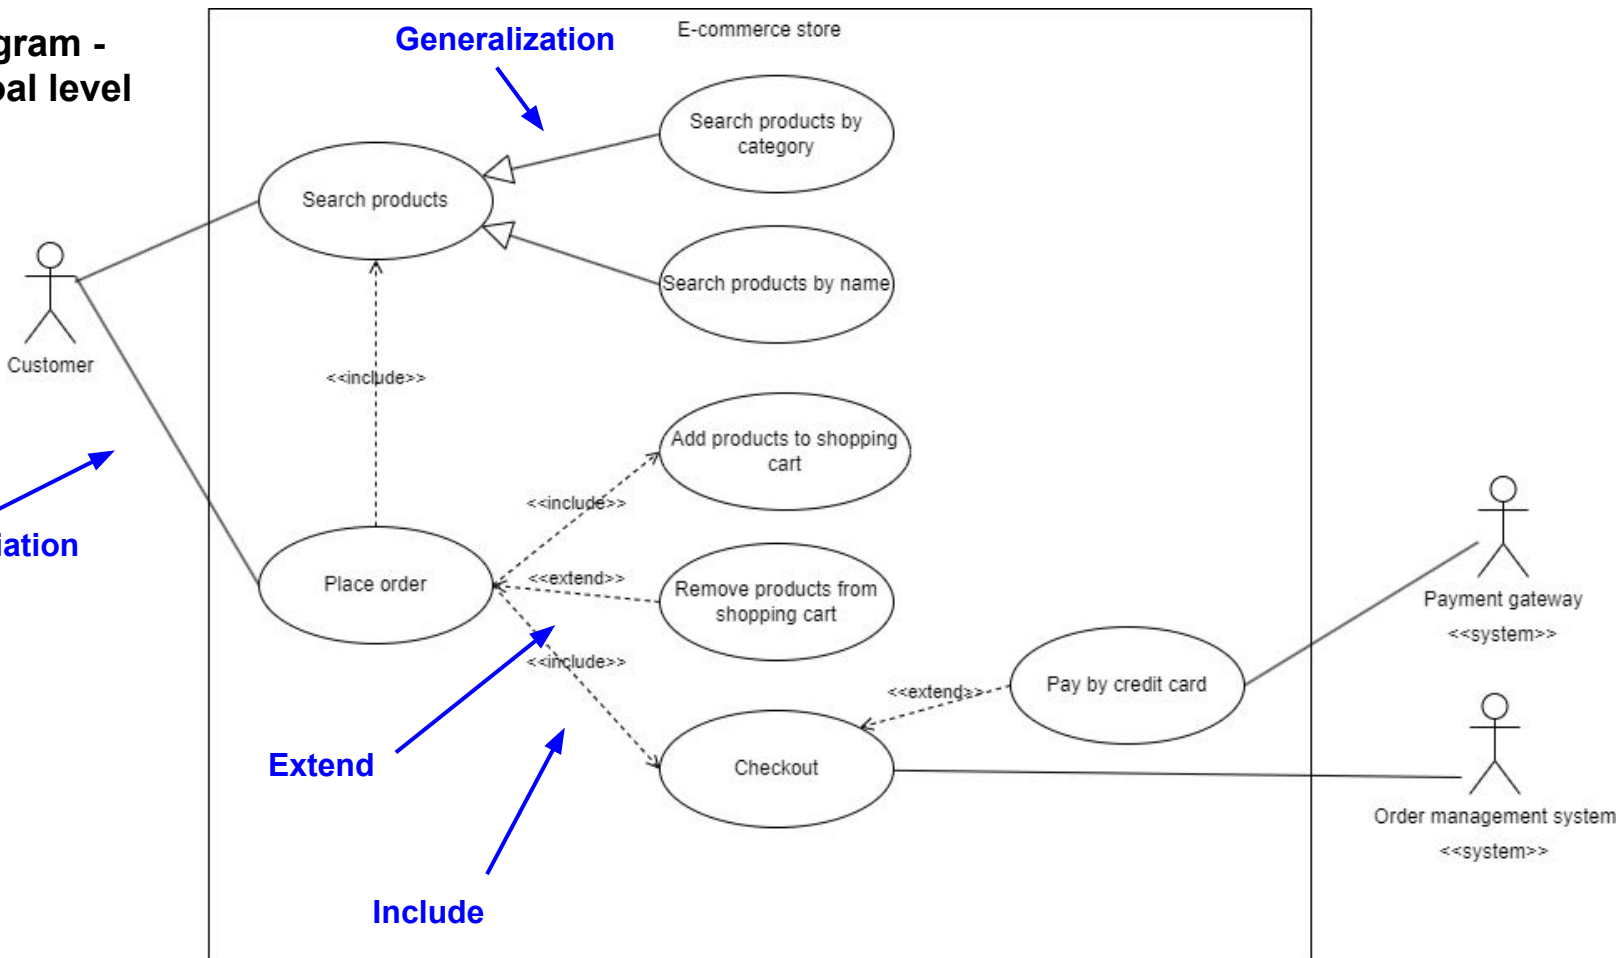 gram -
oal level
Generalization
E-commerce store
Search products by
category
Search products
Search products by name
Customer
<<include>>
Add products to shopping
cart
<<include>>
iation
Place order
<<extend>>
Remove products from
shopping cart
Payment gateway
<<system>>
<<include>>
Pay by credit card
<<extend>>
Extend
Checkout
Order management system
<<system>>
Include